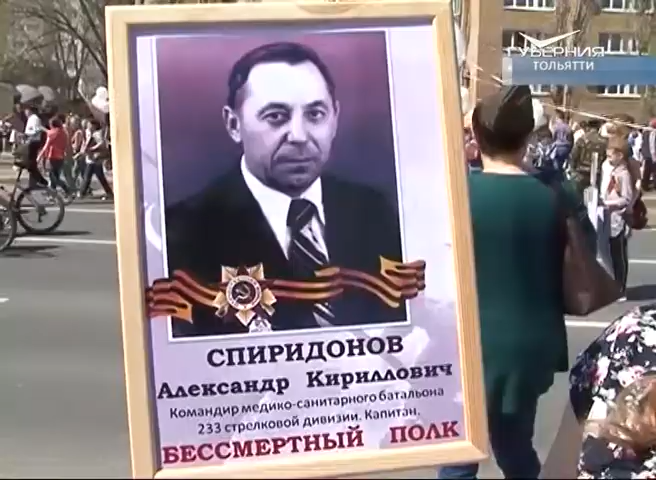 ГУБЕРНИЯ
ТОЛЬЯТТИ
СПИРИДОНОВ
Александр Кириллович
Командир медико-санитарного батальона
233 стрелковой дивизии. Капитан.
БЕССМЕРТНЫЙ ПОЛК